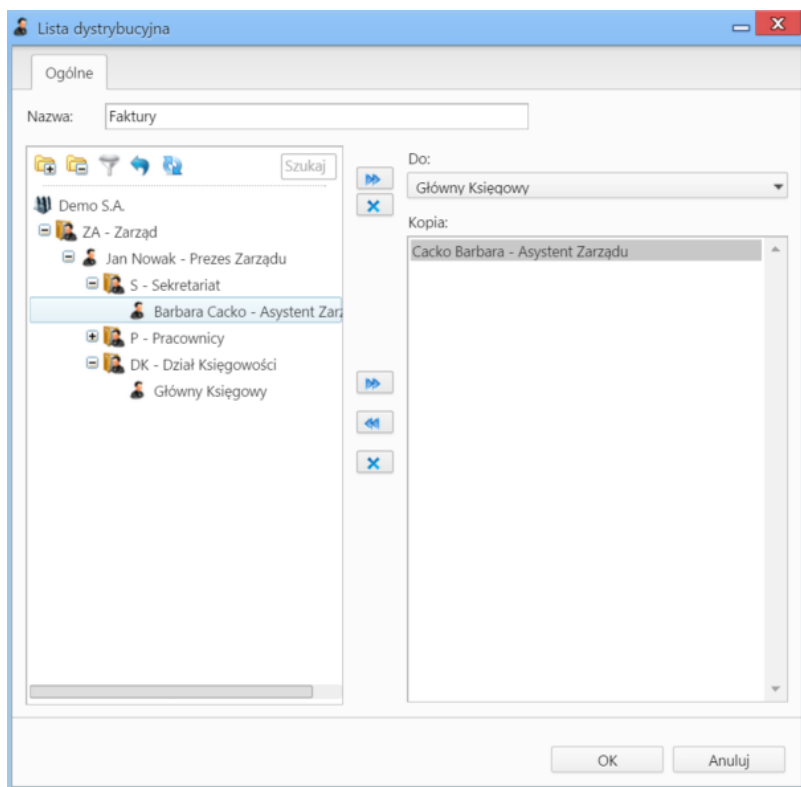 Lista dystrybucyjna
Ogólne
Nazwa: Faktury
Szukaj
Demo S.A.
ZA - Zarząd
Jan Nowak - Prezes Zarządu
S - Sekretariat
Barbara Cacko - Asystent Zarz
P - Pracownicy
DK - Dział Księgowości
Główny Księgowy
Do:
Główny Księgowy
Kopia:
Cacko Barbara - Asystent Zarządu
OK Anuluj